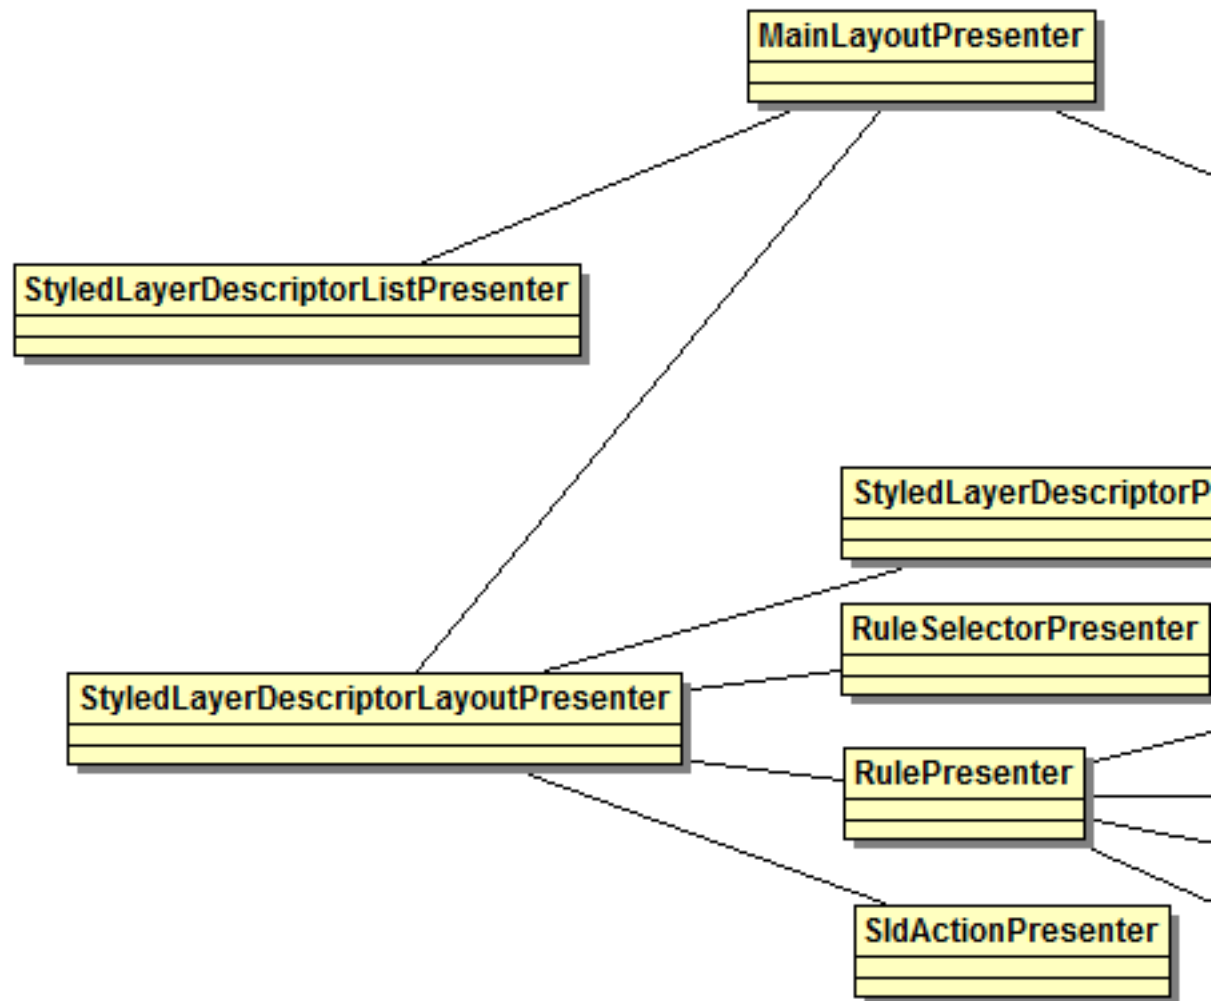 MainLayoutPresenter
StyledLayerDescriptorListPresenter
StyledLayerDescriptorP
RuleSelectorPresenter
StyledLayerDescriptorLayoutPresenter
RulePresenter
SldActionPresenter